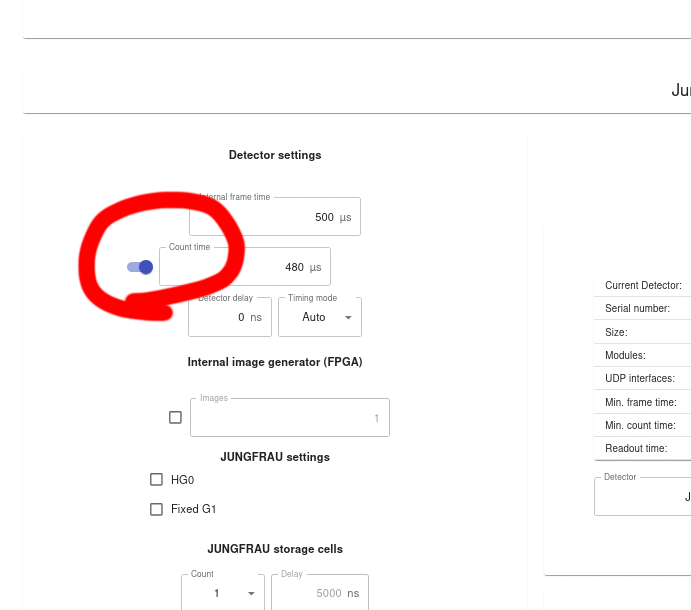 Ju
Detector settings
Internal frame time
500 µs
Count time
480 µs
Detector delay
0 ns
Timing mode
Auto
Internal image generator (FPGA)
Images
1
JUNGFRAU settings
HG0
Fixed G1
JUNGFRAU storage cells
Count
1
Delay
5000 ns
Current Detector:
Serial number:
Size:
Modules:
UDP interfaces:
Min. frame time:
Min. count time:
Readout time:
Detector
J